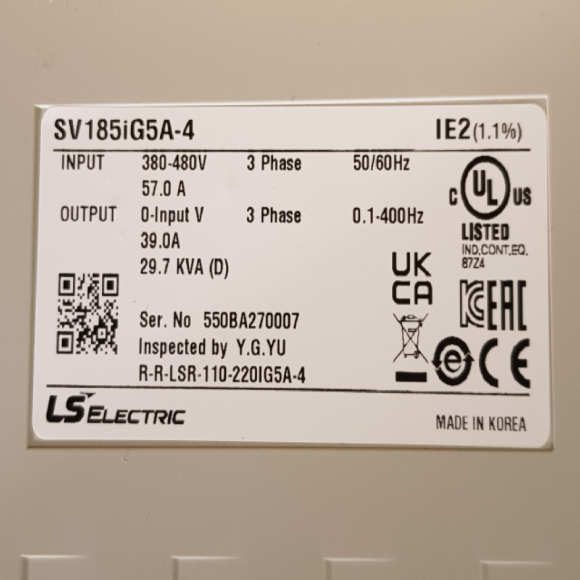 SV185iG5A-4 IE2(1.1%)
INPUT 380-480V 3 Phase 50/60Hz
57.0 A
OUTPUT 0-Input V 3 Phase 0.1-400Hz
39.0A
29.7 KVA (D)
C UL US
LISTED
IND.CONT.EQ.
87Z4
UK
CA
Ser. No 550BA270007
Inspected by Y.G.YU
R-R-LSR-110-220IG5A-4
KC EAC
e CE
LS ELECTRIC
MADE IN KOREA